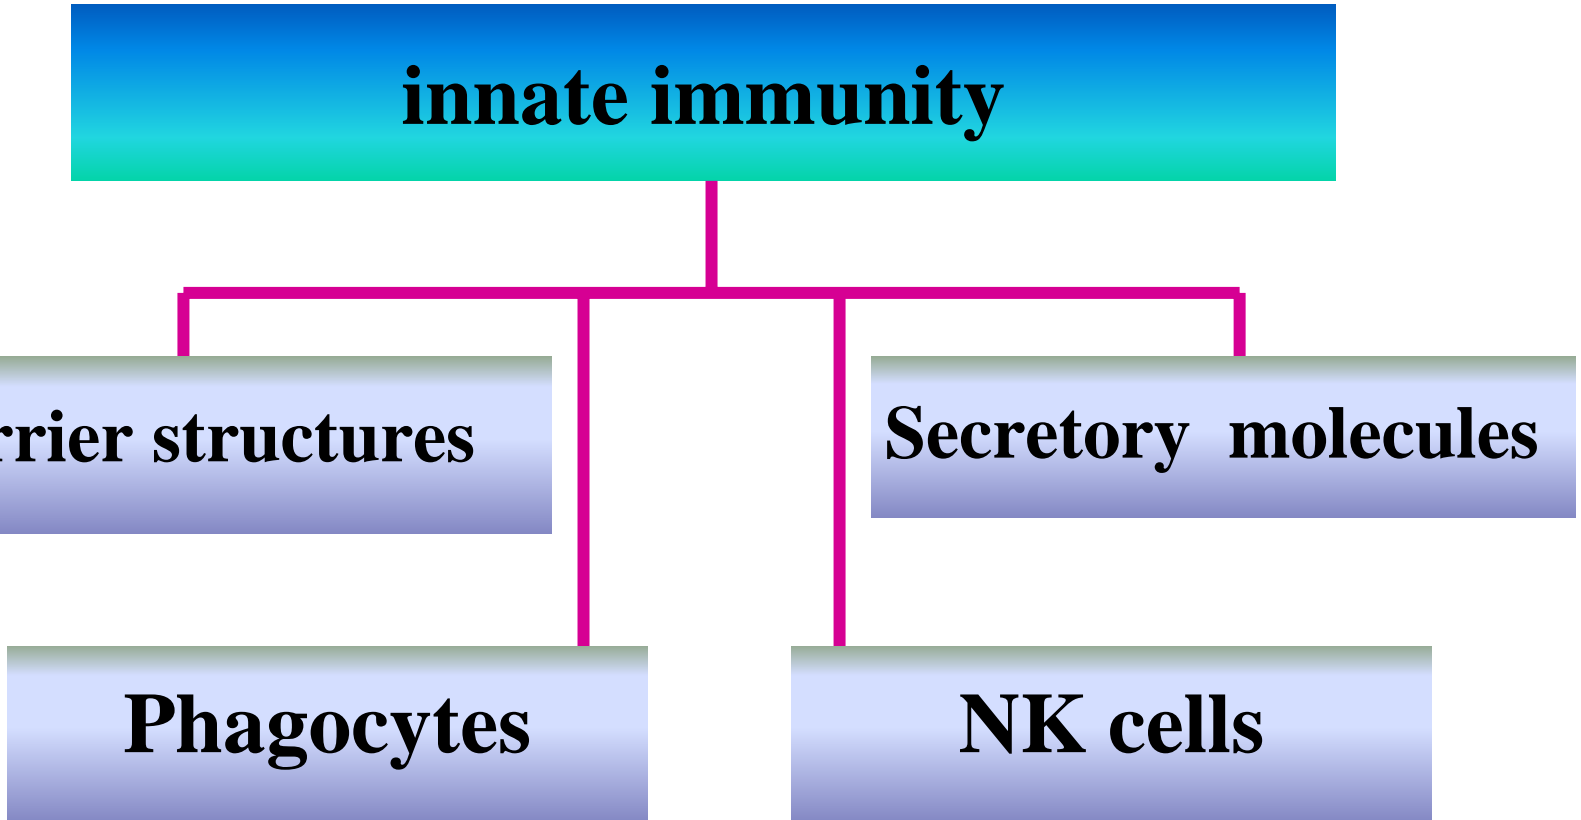 innate immunity
rrier structures
Secretory molecules
Phagocytes
NK cells